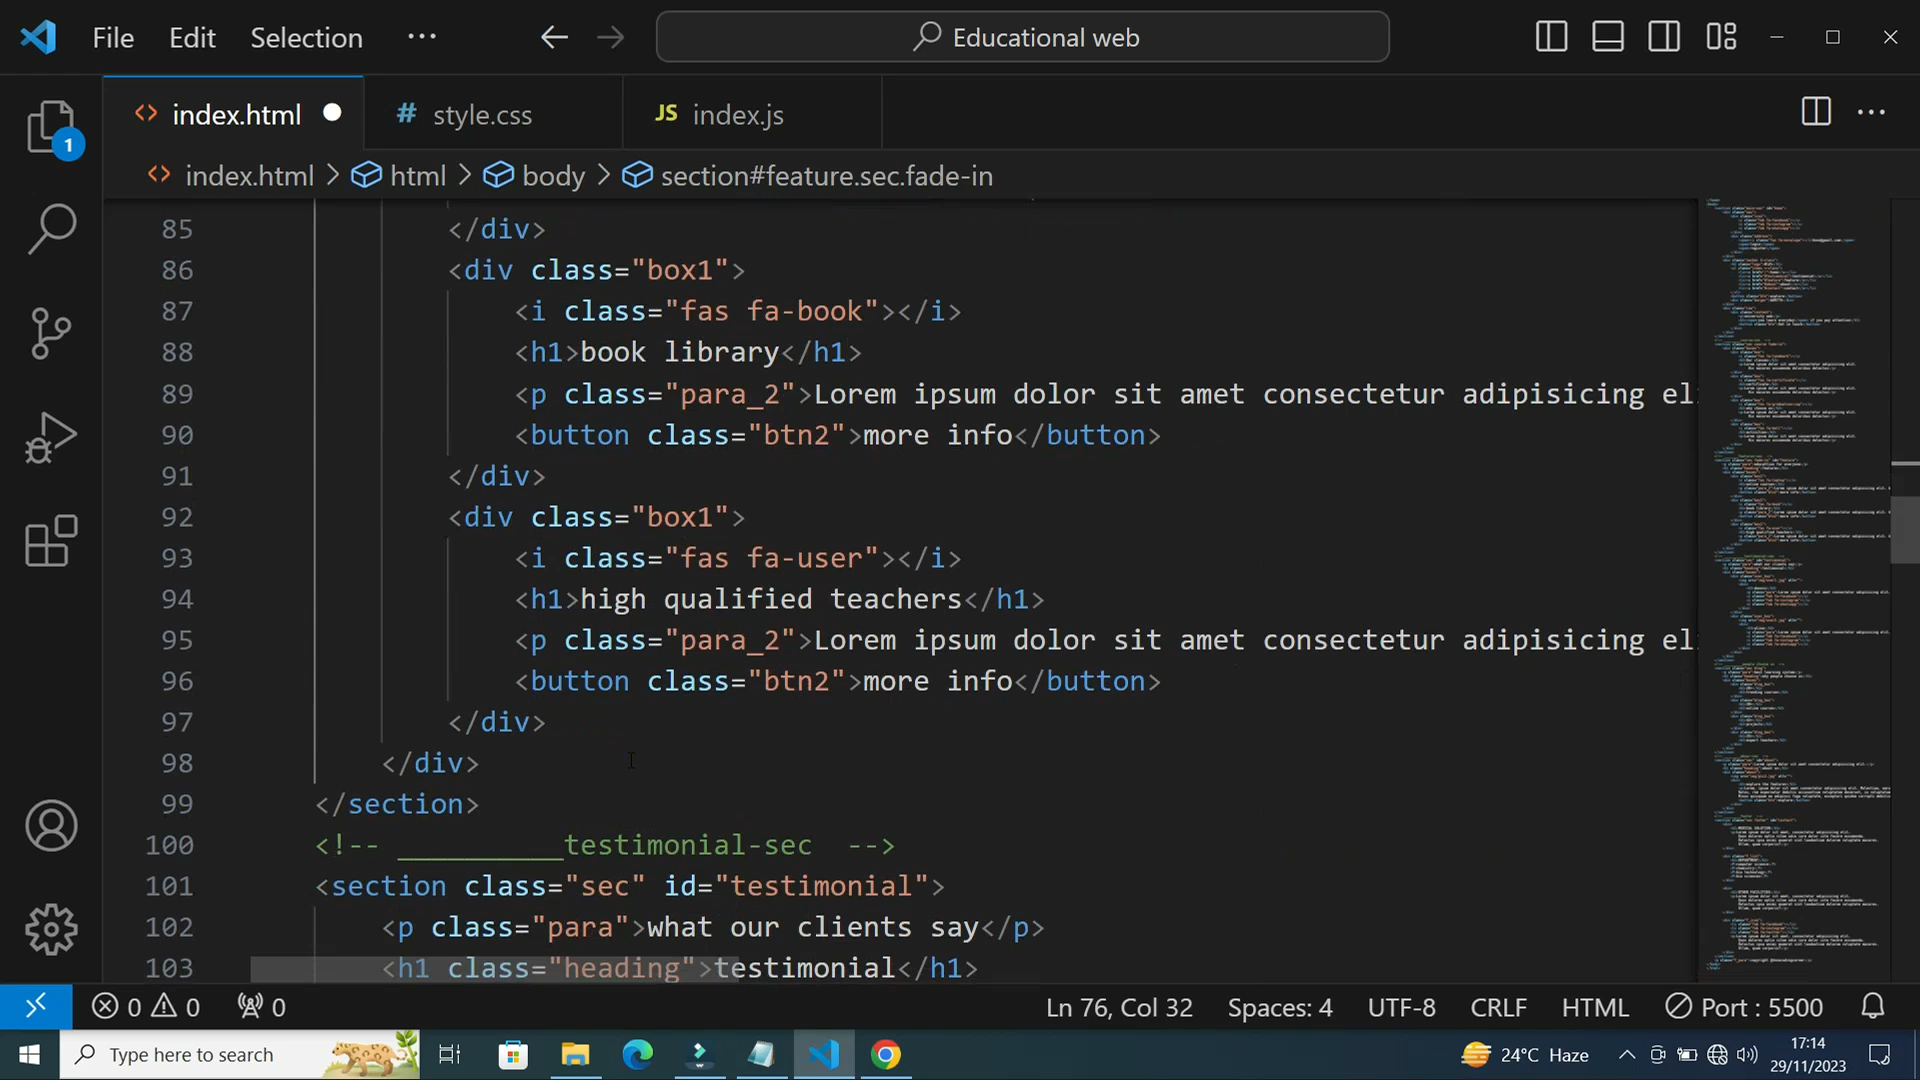 File Edit Selection ··· Educational web
index.html # style.css JS index.js
index.html > html > body > section#feature.sec.fade-in
1
85 </div>
86 <div class="box1">
87 <i class="fas fa-book"></i>
88 <h1>book library</h1>
89 <p class="para_2">Lorem ipsum dolor sit amet consectetur adipisicing eli
90 <button class="btn2">more info</button>
91 </div>
92 <div class="box1">
93 <i class="fas fa-user"></i>
94 <h1>high qualified teachers</h1>
95 <p class="para_2">Lorem ipsum dolor sit amet consectetur adipisicing eli
96 <button class="btn2">more info</button>
97 </div>
98 </div>
99 </section>
100 <!-- __________testimonial-sec  -->
101 <section class="sec" id="testimonial">
102 <p class="para">what our clients say</p>
103 <h1 class="heading">testimonial</h1>
0 0 0 Ln 76, Col 32 Spaces: 4 UTF-8 CRLF HTML Port : 5500
Type here to search 24°C Haze 17:14
29/11/2023